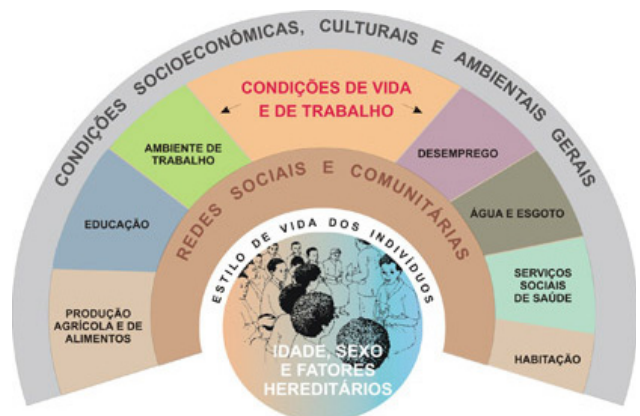 CONDIÇÕES SOCIOECONÔMICAS, CULTURAIS E AMBIENTAIS GERAIS
CONDIÇÕES DE VIDA
E DE TRABALHO
AMBIENTE DE
TRABALHO
DESEMPREGO
EDUCAÇÃO
ÁGUA E ESGOTO
PRODUÇÃO
AGRÍCOLA E DE
ALIMENTOS
SERVIÇOS
SOCIAIS
DE SAÚDE
HABITAÇÃO
REDES SOCIAIS E COMUNITÁRIAS
ESTILO DE VIDA DOS INDIVÍDUOS
IDADE, SEXO
E FATORES
HEREDITÁRIOS